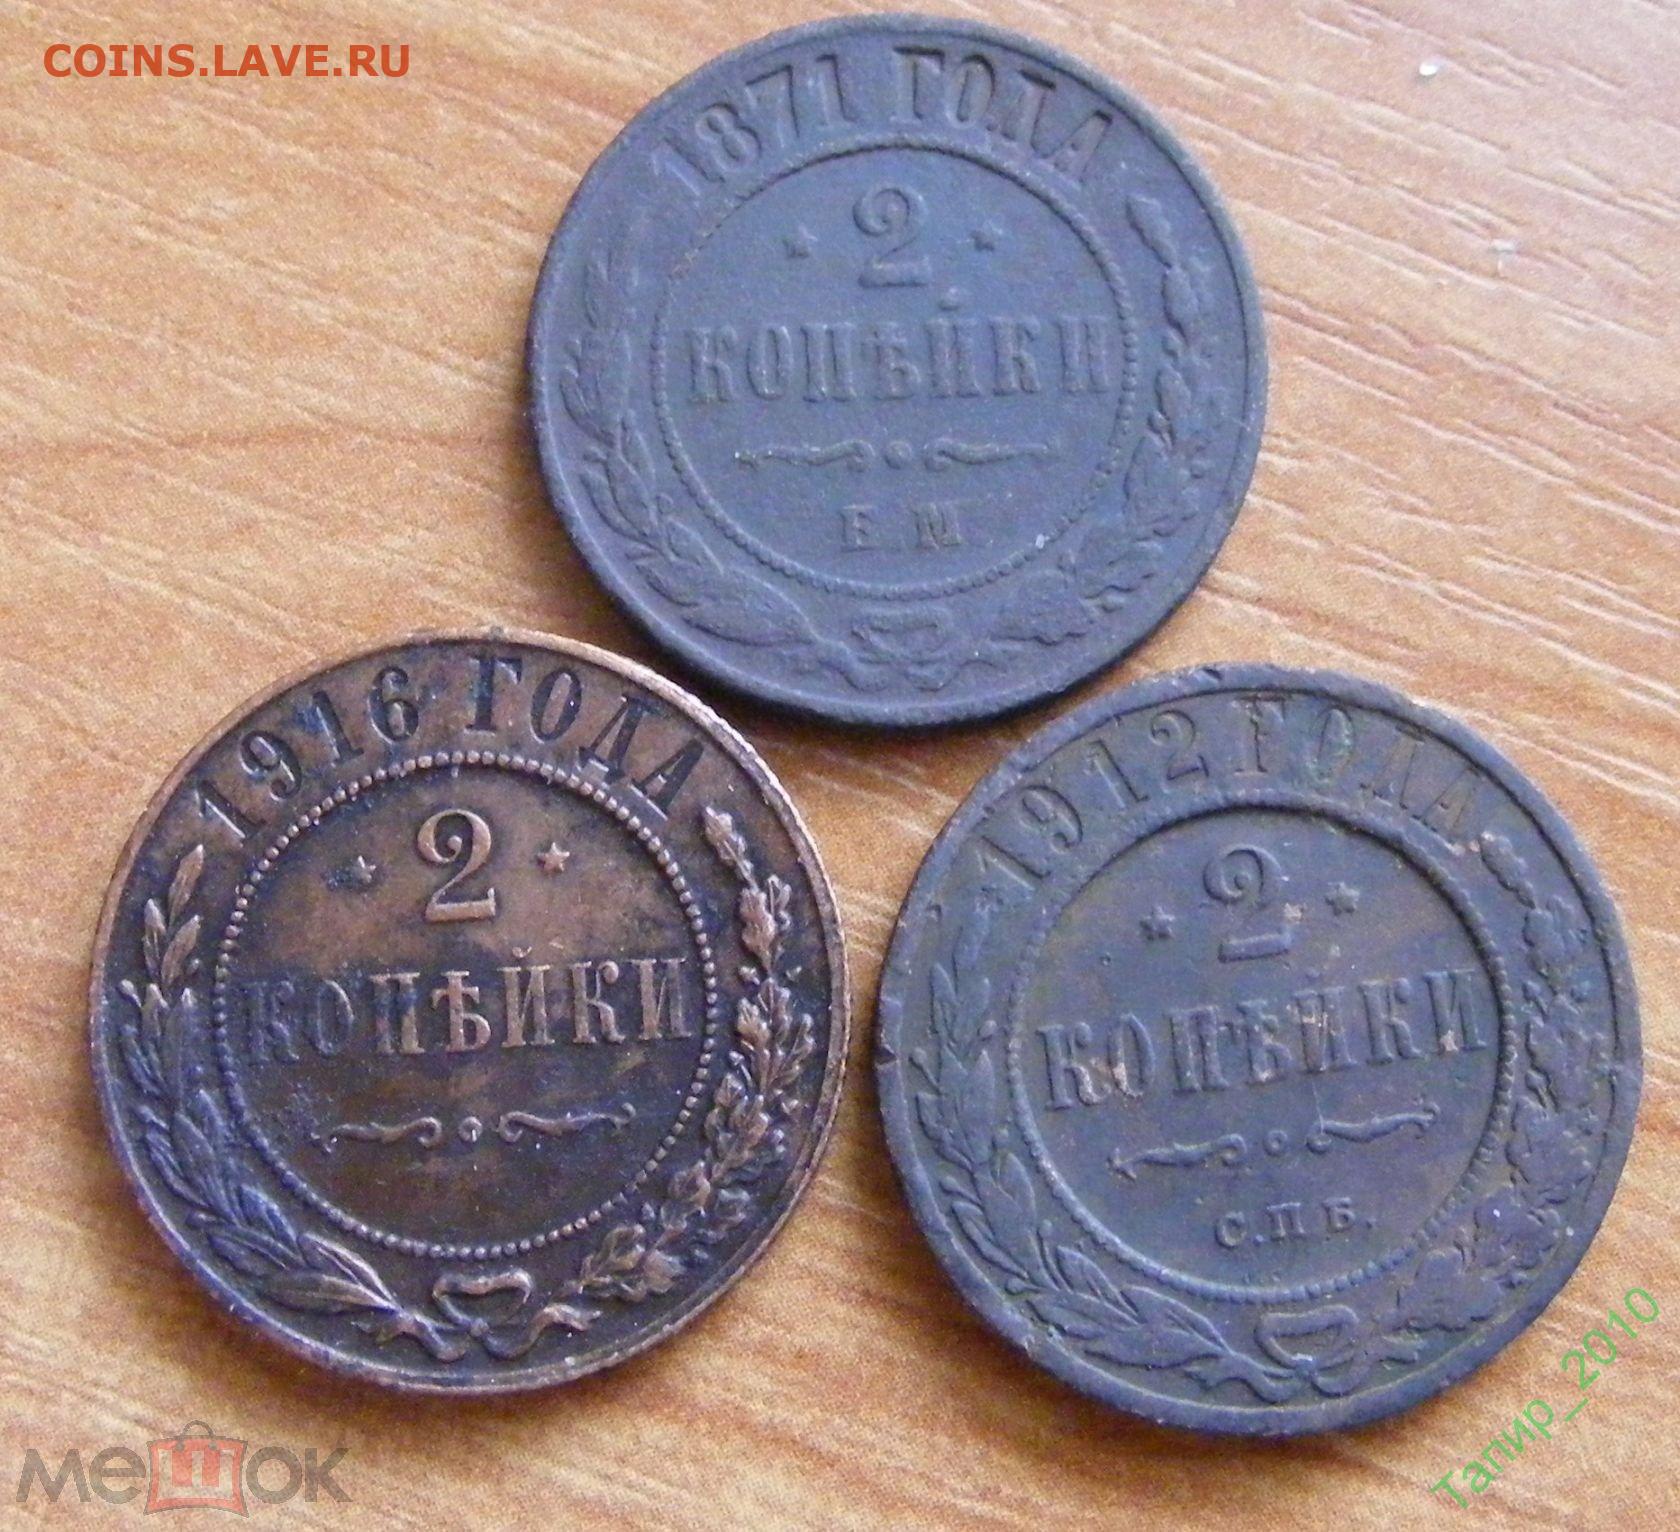 COINS.LAVE.RU
1871 ГОДА
2
КОПѢЙКИ
Е.М.
1916 ГОДА
2
КОПѢЙКИ
1912 ГОДА
2
КОПѢЙКИ
С.П.Б.
мешок
Тапир_2010